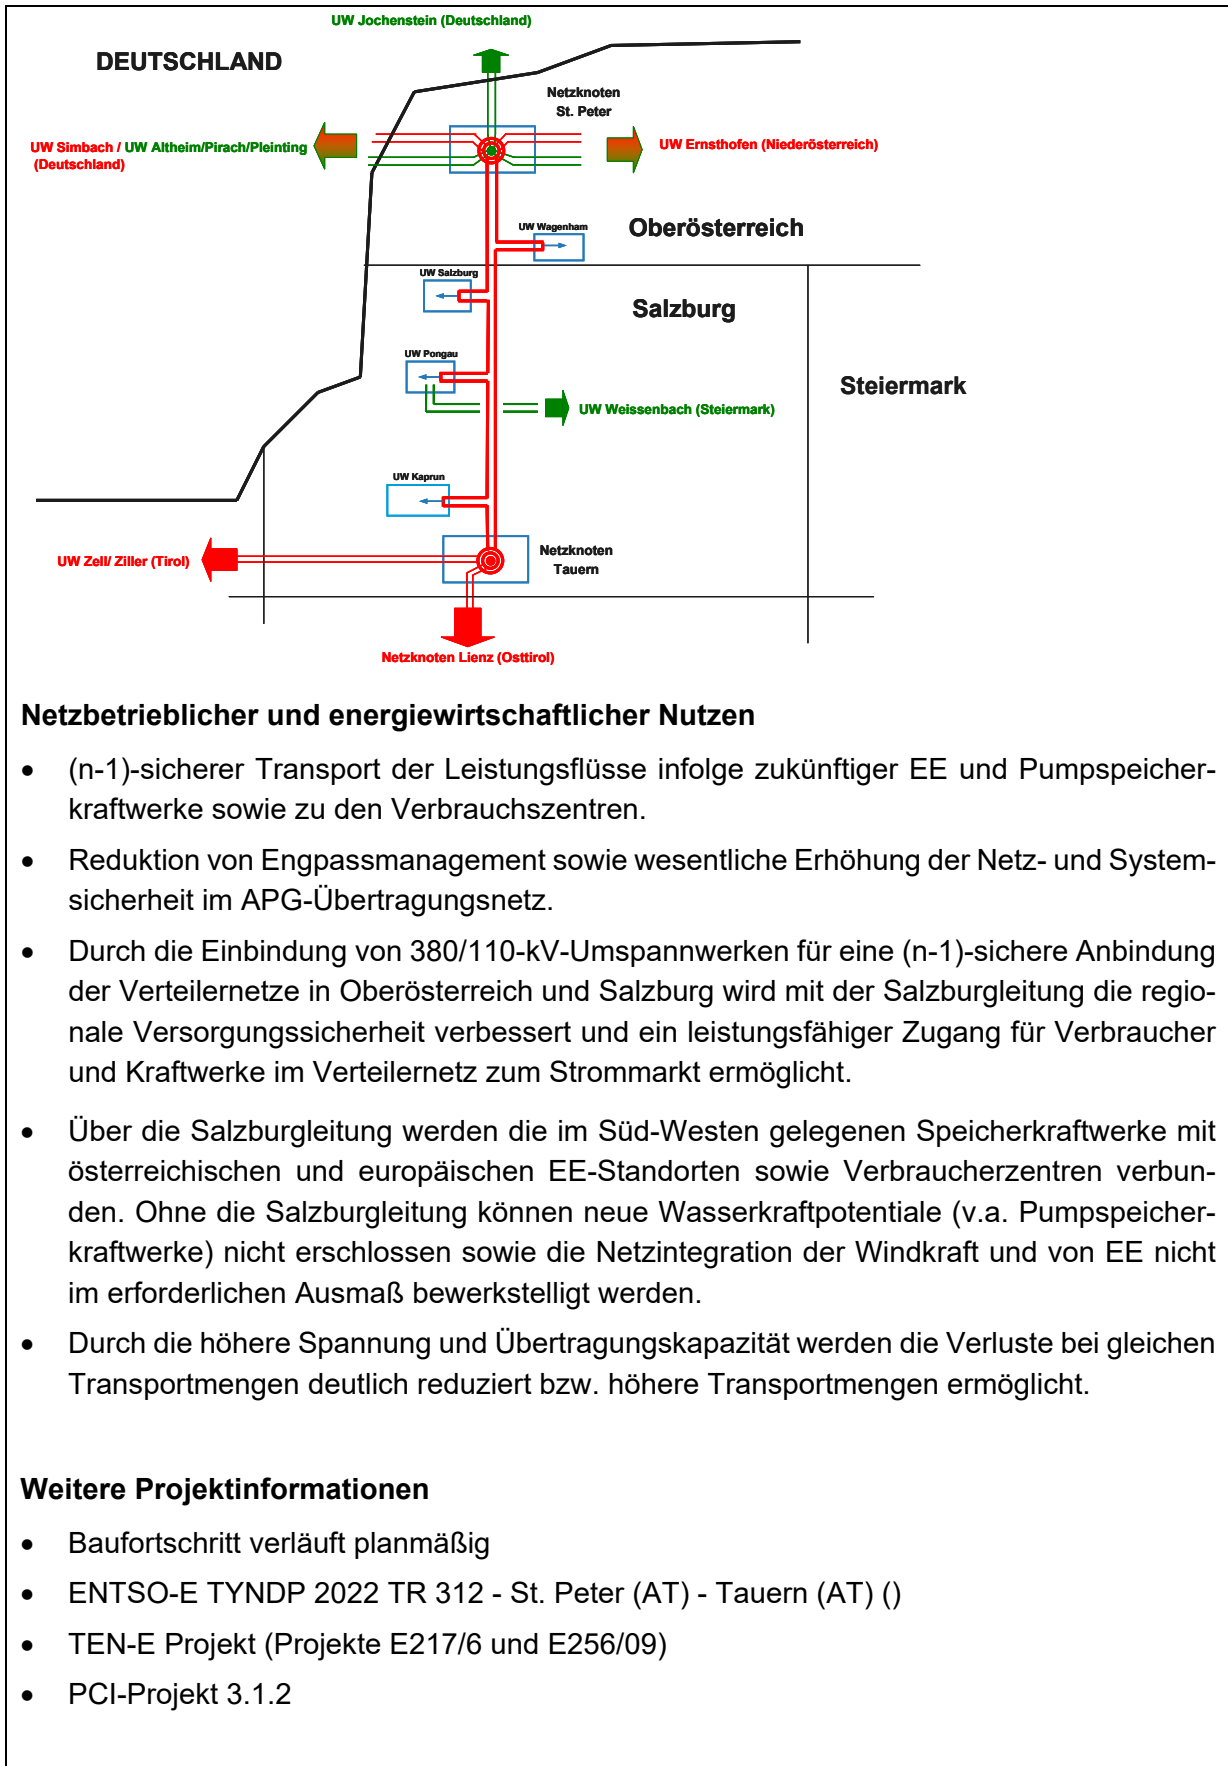 UW Jochenstein (Deutschland)
DEUTSCHLAND
Netzknoten
St. Peter
UW Simbach / UW Altheim/Pirach/Pleinting
(Deutschland)
UW Ernsthofen (Niederösterreich)
UW Wagenham
Oberösterreich
UW Salzburg
Salzburg
UW Pongau
Steiermark
UW Weissenbach (Steiermark)
UW Kaprun
Netzknoten
Tauern
UW Zell/ Ziller (Tirol)
Netzknoten Lienz (Osttirol)
Netzbetrieblicher und energiewirtschaftlicher Nutzen
• (n-1)-sicherer Transport der Leistungsflüsse infolge zukünftiger EE und Pumpspeicher-
kraftwerke sowie zu den Verbrauchszentren.
• Reduktion von Engpassmanagement sowie wesentliche Erhöhung der Netz- und System-
sicherheit im APG-Übertragungsnetz.
• Durch die Einbindung von 380/110-kV-Umspannwerken für eine (n-1)-sichere Anbindung
der Verteilernetze in Oberösterreich und Salzburg wird mit der Salzburgleitung die regio-
nale Versorgungssicherheit verbessert und ein leistungsfähiger Zugang für Verbraucher
und Kraftwerke im Verteilernetz zum Strommarkt ermöglicht.
• Über die Salzburgleitung werden die im Süd-Westen gelegenen Speicherkraftwerke mit
österreichischen und europäischen EE-Standorten sowie Verbraucherzentren verbun-
den. Ohne die Salzburgleitung können neue Wasserkraftpotentiale (v.a. Pumpspeicher-
kraftwerke) nicht erschlossen sowie die Netzintegration der Windkraft und von EE nicht
im erforderlichen Ausmaß bewerkstelligt werden.
• Durch die höhere Spannung und Übertragungskapazität werden die Verluste bei gleichen
Transportmengen deutlich reduziert bzw. höhere Transportmengen ermöglicht.
Weitere Projektinformationen
• Baufortschritt verläuft planmäßig
• ENTSO-E TYNDP 2022 TR 312 - St. Peter (AT) - Tauern (AT) ()
• TEN-E Projekt (Projekte E217/6 und E256/09)
• PCI-Projekt 3.1.2